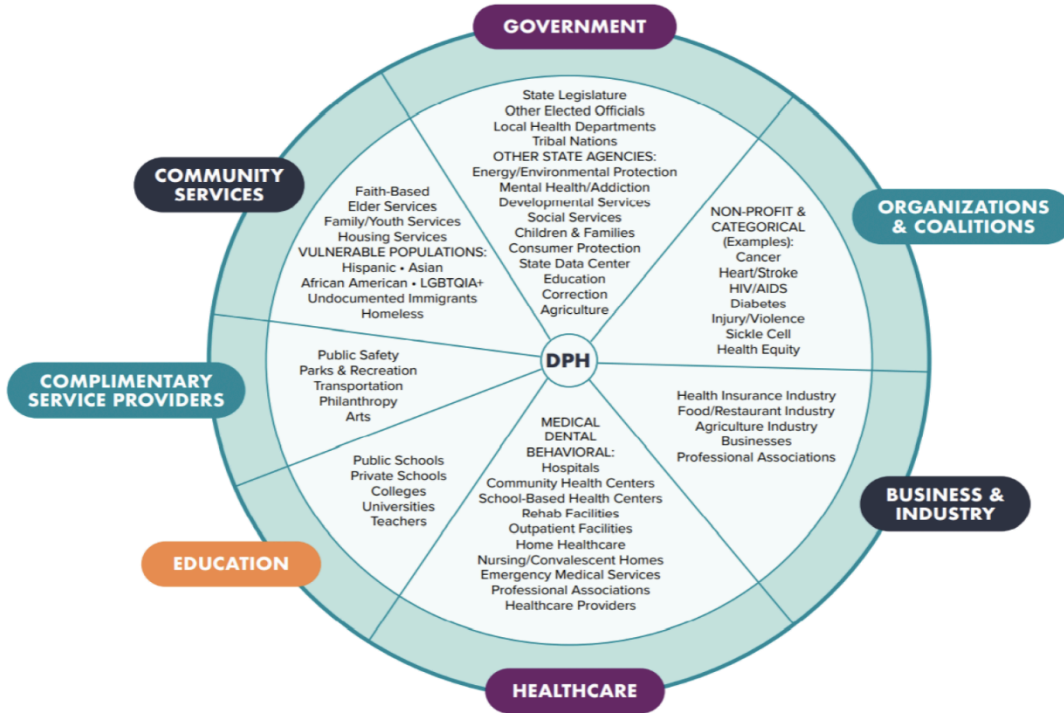 GOVERNMENT
State Legislature
Other Elected Officials
Local Health Departments
Tribal Nations
OTHER STATE AGENCIES:
Energy/Environmental Protection
Mental Health/Addiction
Developmental Services
Social Services
Children & Families
Consumer Protection
State Data Center
Education
Correction
Agriculture
ORGANIZATIONS
& COALITIONS
NON-PROFIT &
CATEGORICAL
(Examples):
Cancer
Heart/Stroke
HIV/AIDS
Diabetes
Injury/Violence
Sickle Cell
Health Equity
BUSINESS &
INDUSTRY
Health Insurance Industry
Food/Restaurant Industry
Agriculture Industry
Businesses
Professional Associations
HEALTHCARE
MEDICAL
DENTAL
BEHAVIORAL:
Hospitals
Community Health Centers
School-Based Health Centers
Rehab Facilities
Outpatient Facilities
Home Healthcare
Nursing/Convalescent Homes
Emergency Medical Services
Professional Associations
Healthcare Providers
EDUCATION
Public Schools
Private Schools
Colleges
Universities
Teachers
COMPLIMENTARY
SERVICE PROVIDERS
Public Safety
Parks & Recreation
Transportation
Philanthropy
Arts
COMMUNITY
SERVICES
Faith-Based
Elder Services
Family/Youth Services
Housing Services
VULNERABLE POPULATIONS:
Hispanic • Asian
African American • LGBTQIA+
Undocumented Immigrants
Homeless
DPH